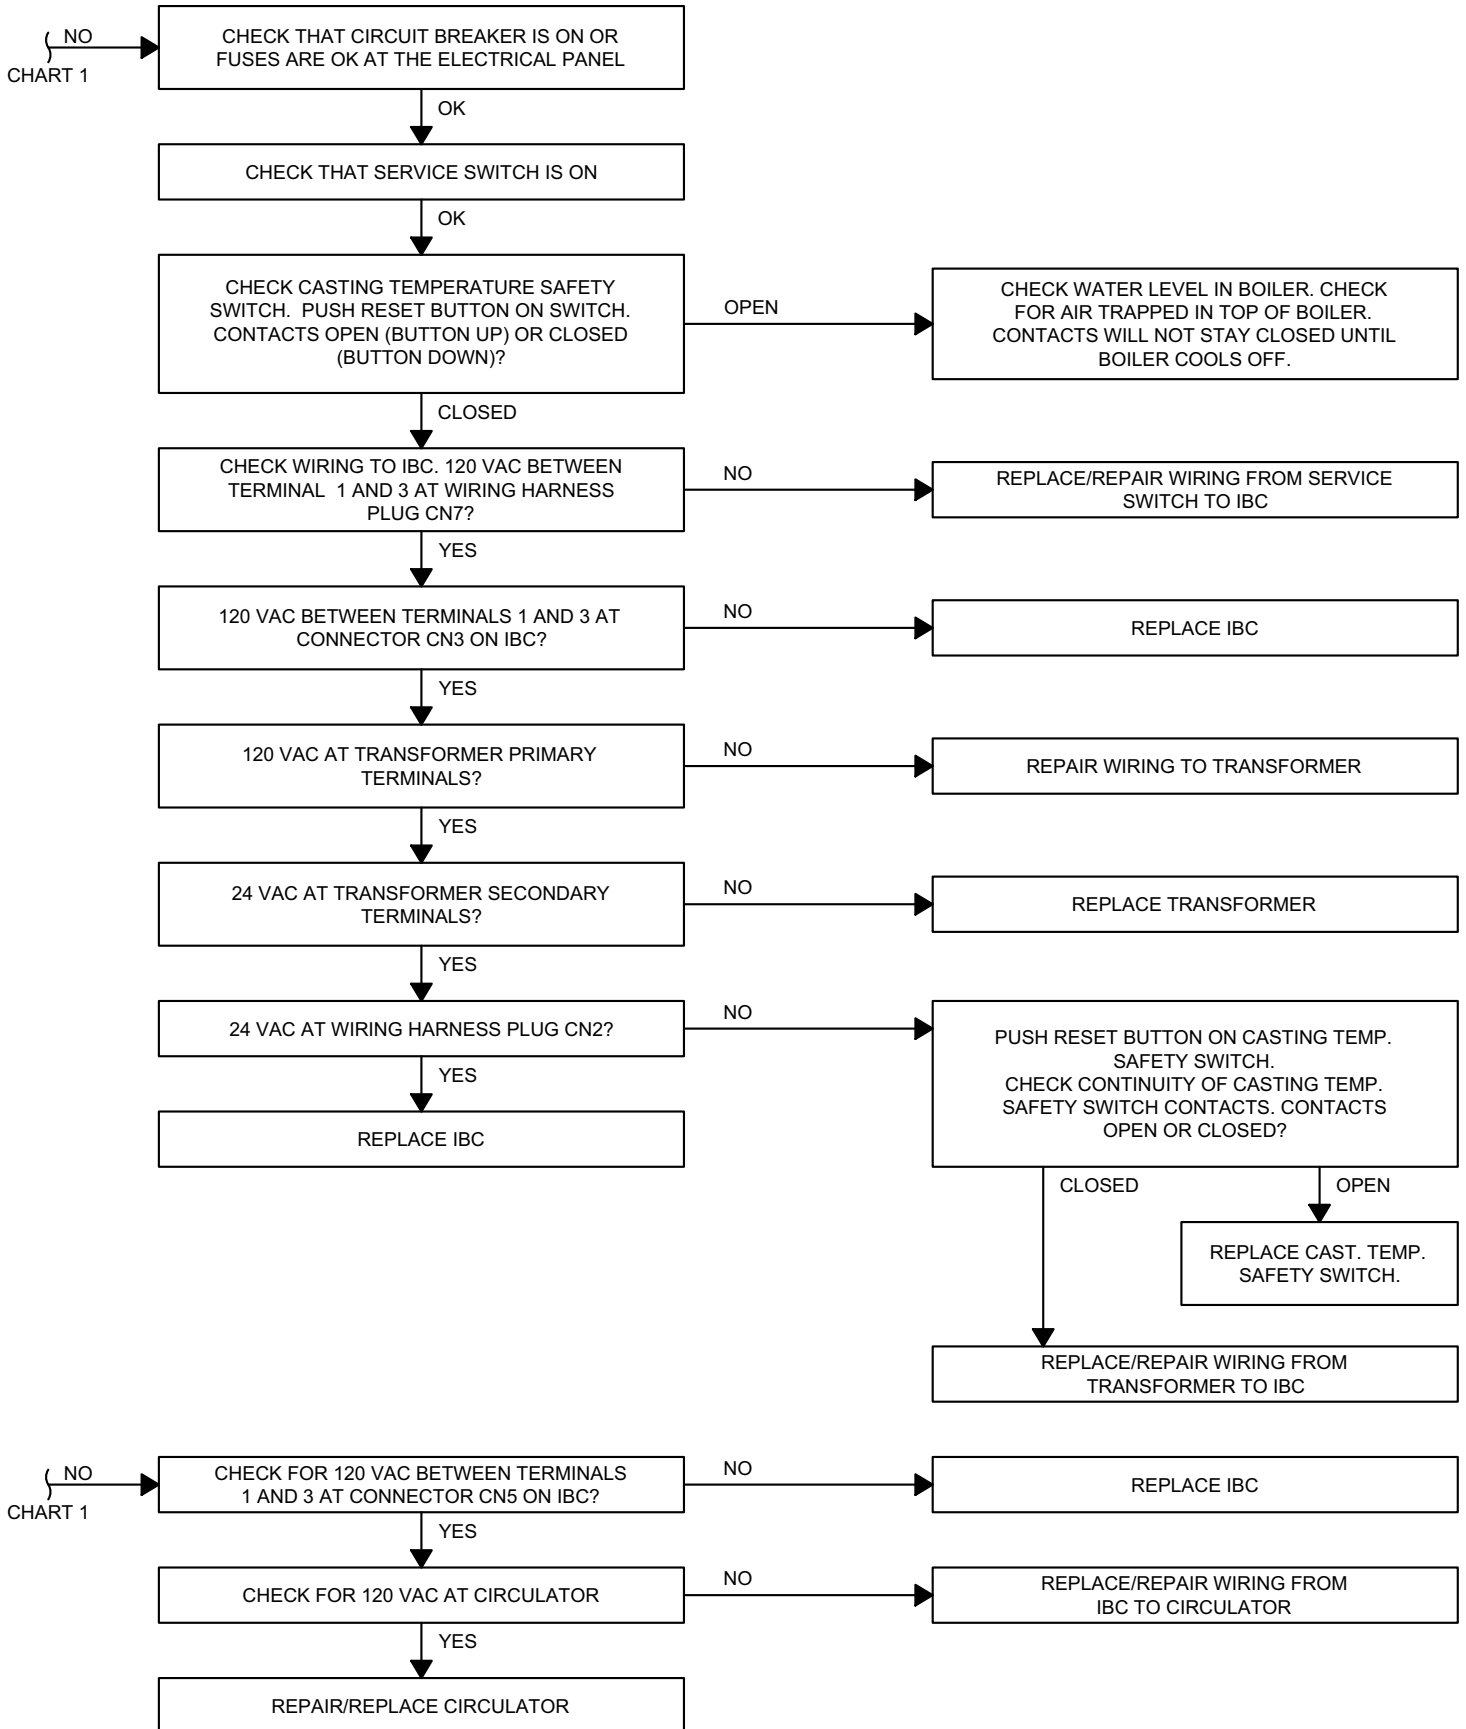 NO
CHART 1
CHECK THAT CIRCUIT BREAKER IS ON OR
FUSES ARE OK AT THE ELECTRICAL PANEL
OK
CHECK THAT SERVICE SWITCH IS ON
OK
CHECK CASTING TEMPERATURE SAFETY
SWITCH. PUSH RESET BUTTON ON SWITCH.
CONTACTS OPEN (BUTTON UP) OR CLOSED
(BUTTON DOWN)?
OPEN
CHECK WATER LEVEL IN BOILER. CHECK
FOR AIR TRAPPED IN TOP OF BOILER.
CONTACTS WILL NOT STAY CLOSED UNTIL
BOILER COOLS OFF.
CLOSED
CHECK WIRING TO IBC. 120 VAC BETWEEN
TERMINAL 1 AND 3 AT WIRING HARNESS
PLUG CN7?
NO
REPLACE/REPAIR WIRING FROM SERVICE
SWITCH TO IBC
YES
120 VAC BETWEEN TERMINALS 1 AND 3 AT
CONNECTOR CN3 ON IBC?
NO
REPLACE IBC
YES
120 VAC AT TRANSFORMER PRIMARY
TERMINALS?
NO
REPAIR WIRING TO TRANSFORMER
YES
24 VAC AT TRANSFORMER SECONDARY
TERMINALS?
NO
REPLACE TRANSFORMER
YES
24 VAC AT WIRING HARNESS PLUG CN2?
NO
PUSH RESET BUTTON ON CASTING TEMP.
SAFETY SWITCH.
CHECK CONTINUITY OF CASTING TEMP.
SAFETY SWITCH CONTACTS. CONTACTS
OPEN OR CLOSED?
YES
REPLACE IBC
CLOSED
OPEN
REPLACE CAST. TEMP.
SAFETY SWITCH.
REPLACE/REPAIR WIRING FROM
TRANSFORMER TO IBC
NO
CHART 1
CHECK FOR 120 VAC BETWEEN TERMINALS
1 AND 3 AT CONNECTOR CN5 ON IBC?
NO
REPLACE IBC
YES
CHECK FOR 120 VAC AT CIRCULATOR
NO
REPLACE/REPAIR WIRING FROM
IBC TO CIRCULATOR
YES
REPAIR/REPLACE CIRCULATOR